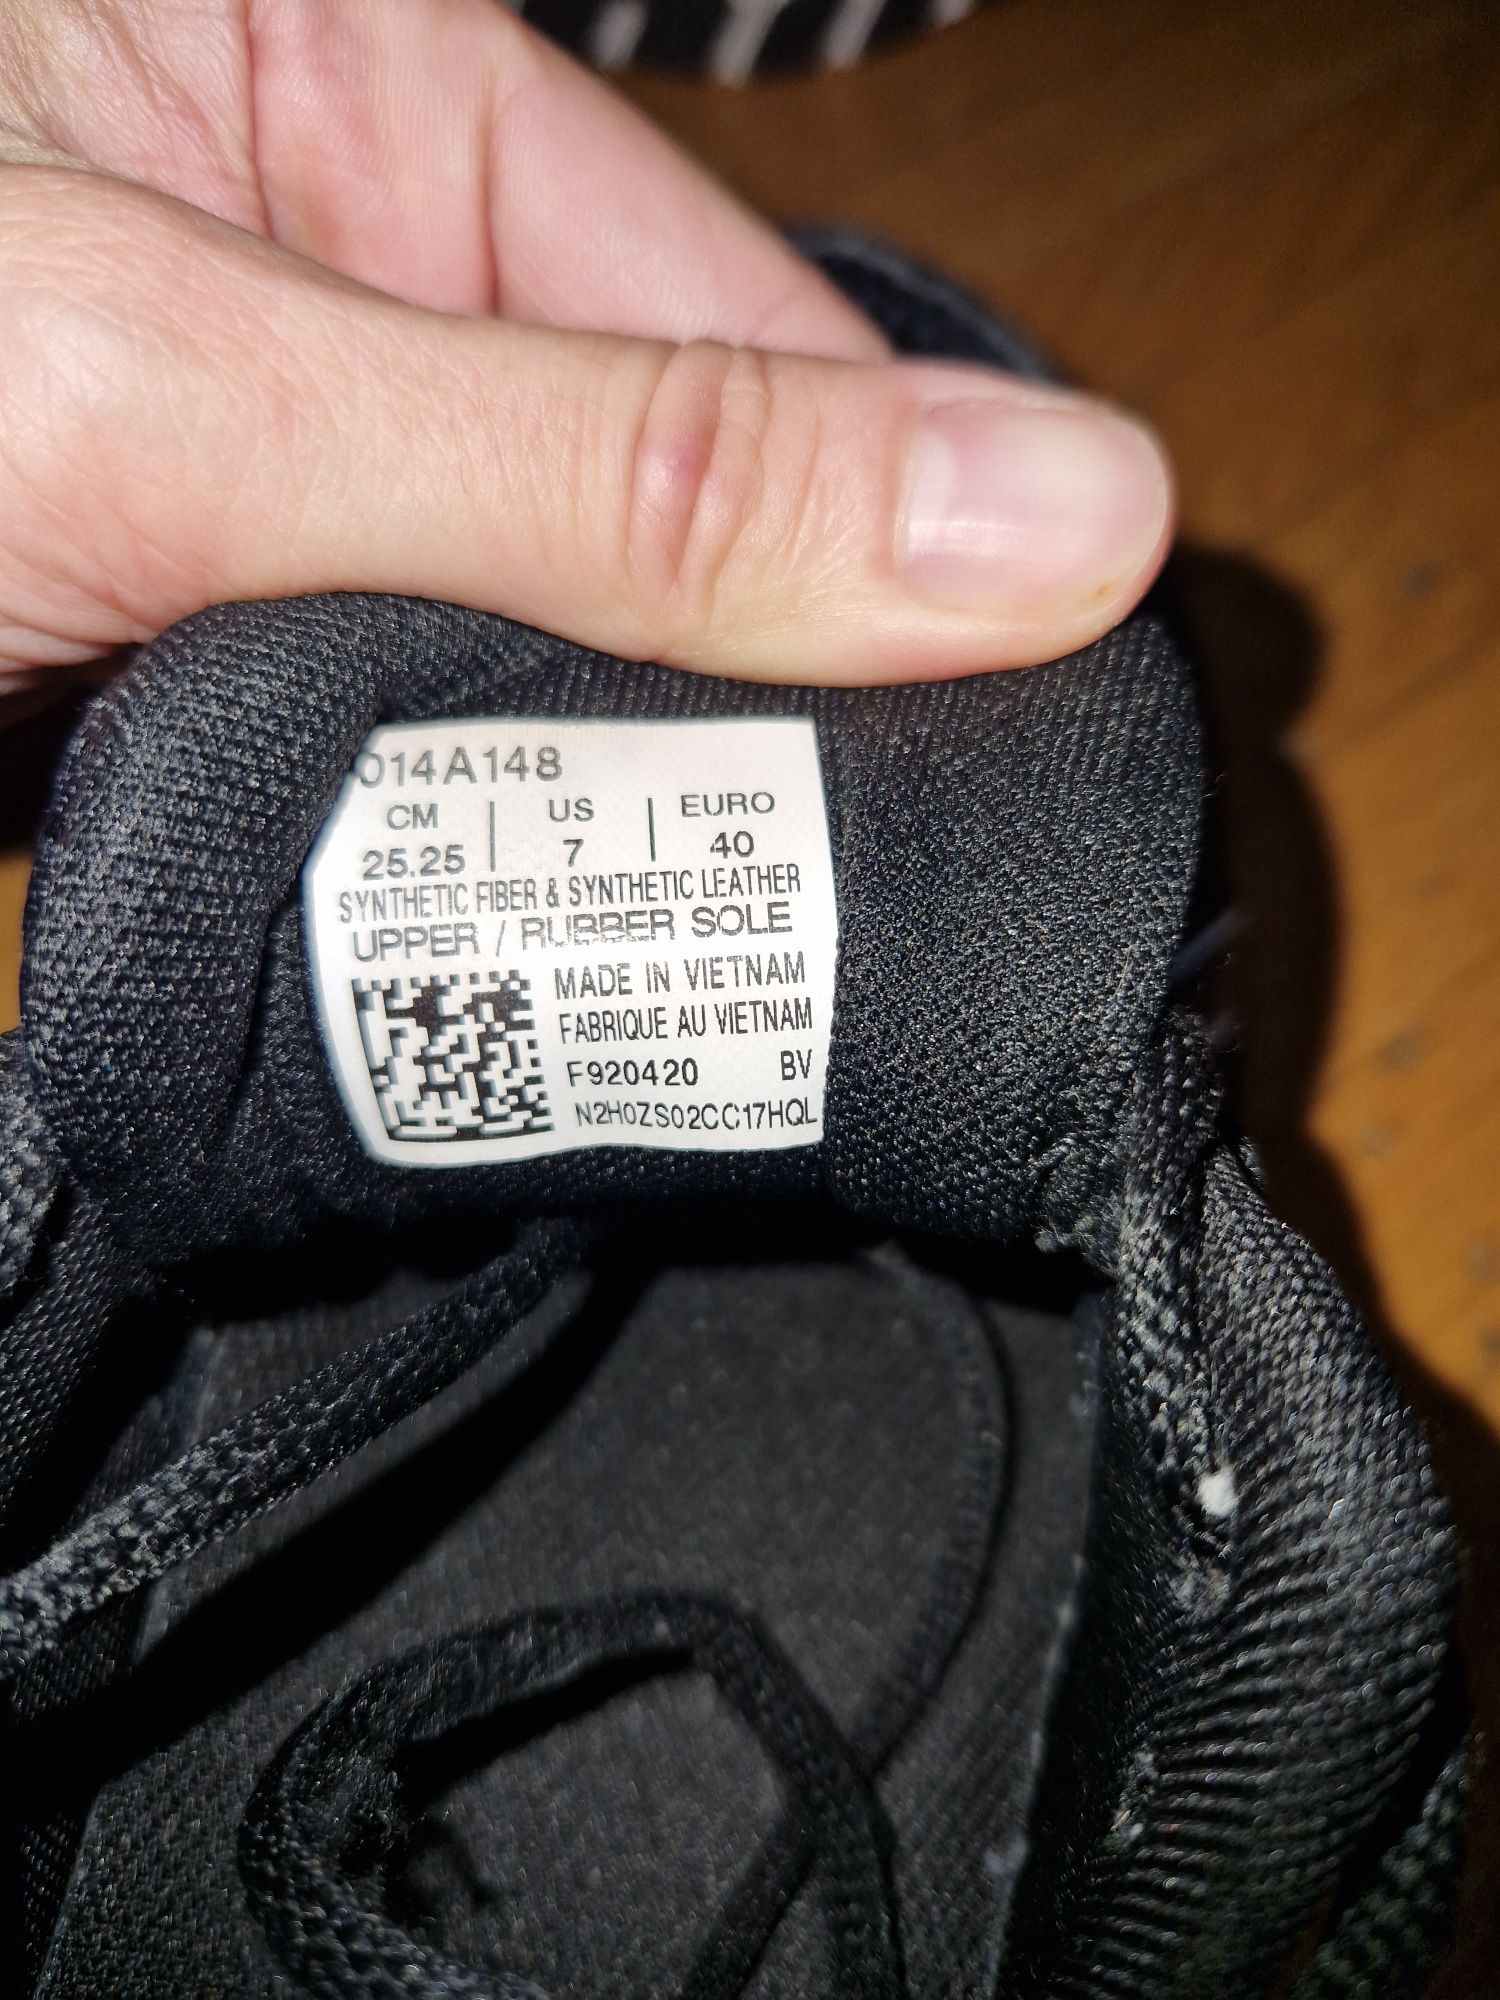 014A148
CM | US | EURO
25.25 | 7 | 40
SYNTHETIC FIBER & SYNTHETIC LEATHER
UPPER / RUBBER SOLE
MADE IN VIETNAM
FABRIQUE AU VIETNAM
F920420 BV
N2H0ZS02CC17HQL